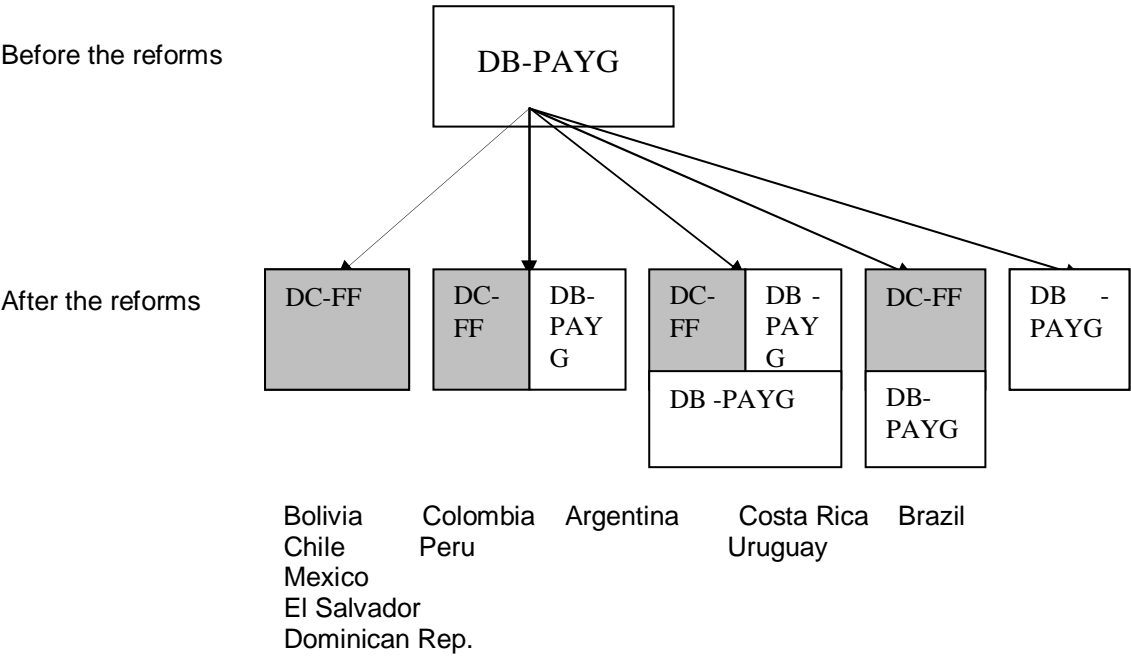 Before the reforms
DB-PAYG
After the reforms
DC-FF
DC-
FF
DB-
PAY
G
DC-
FF
DB -
PAY
G
DB -PAYG
DC-FF
DB-
PAYG
DB -
PAYG
Bolivia Colombia Argentina Costa Rica Brazil
Chile Peru Uruguay
Mexico
El Salvador
Dominican Rep.